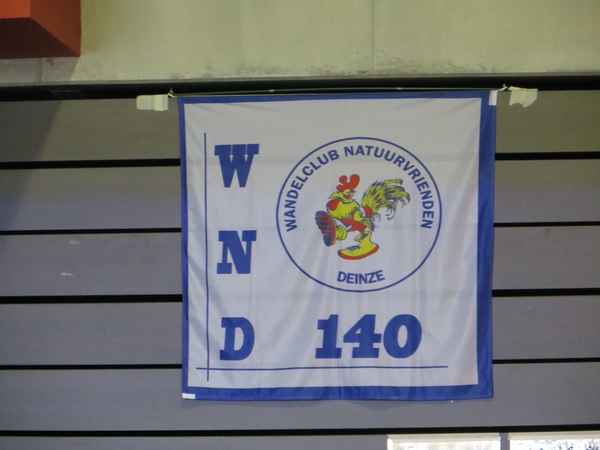 W
WANDELCLUB NATUURVRIENDEN
N
DEINZE
D 140